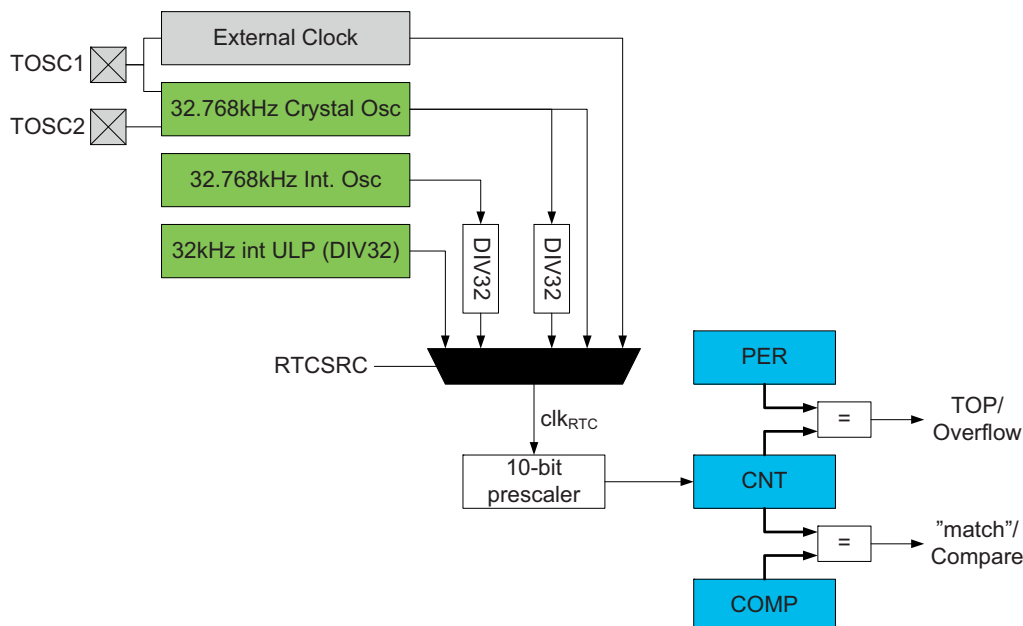 External Clock
TOSC1
32.768kHz Crystal Osc
TOSC2
32.768kHz Int. Osc
32kHz int ULP (DIV32)
DIV32
DIV32
RTCSRC
PER
clkRTC
=
TOP/
Overflow
10-bit
prescaler
CNT
=
”match”/
Compare
COMP